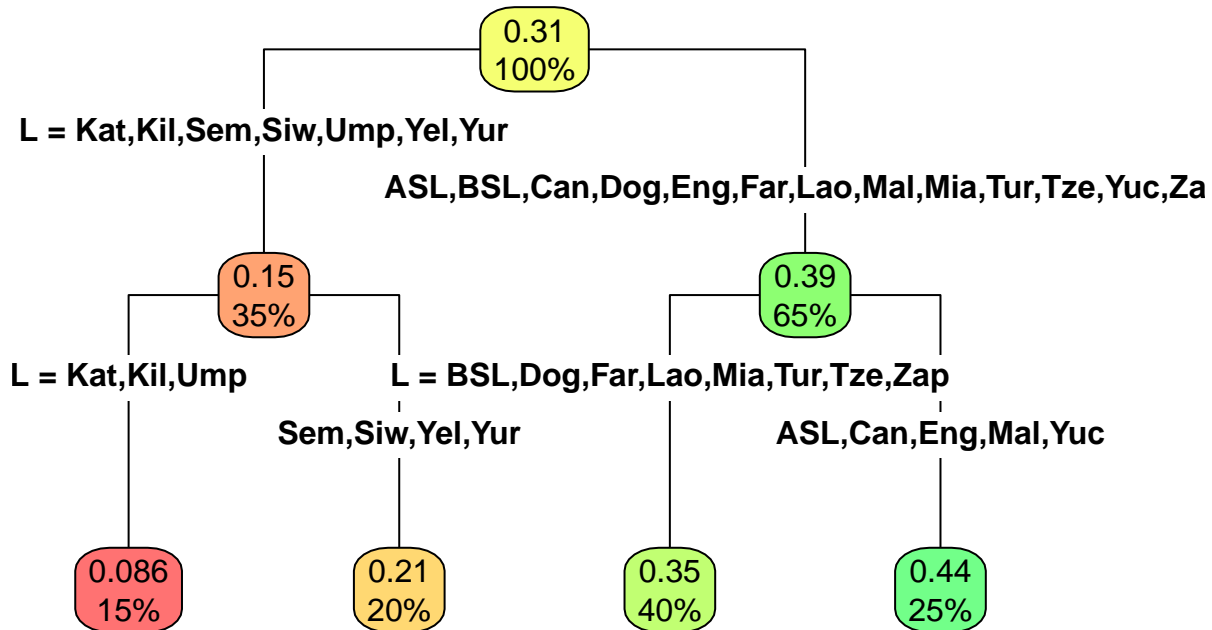 0.31
100%
L = Kat,Kil,Sem,Siw,Ump,Yel,Yur
ASL,BSL,Can,Dog,Eng,Far,Lao,Mal,Mia,Tur,Tze,Yuc,Za
0.15
35%
0.39
65%
L = Kat,Kil,Ump
L = BSL,Dog,Far,Lao,Mia,Tur,Tze,Zap
Sem,Siw,Yel,Yur
ASL,Can,Eng,Mal,Yuc
0.086
15%
0.21
20%
0.35
40%
0.44
25%